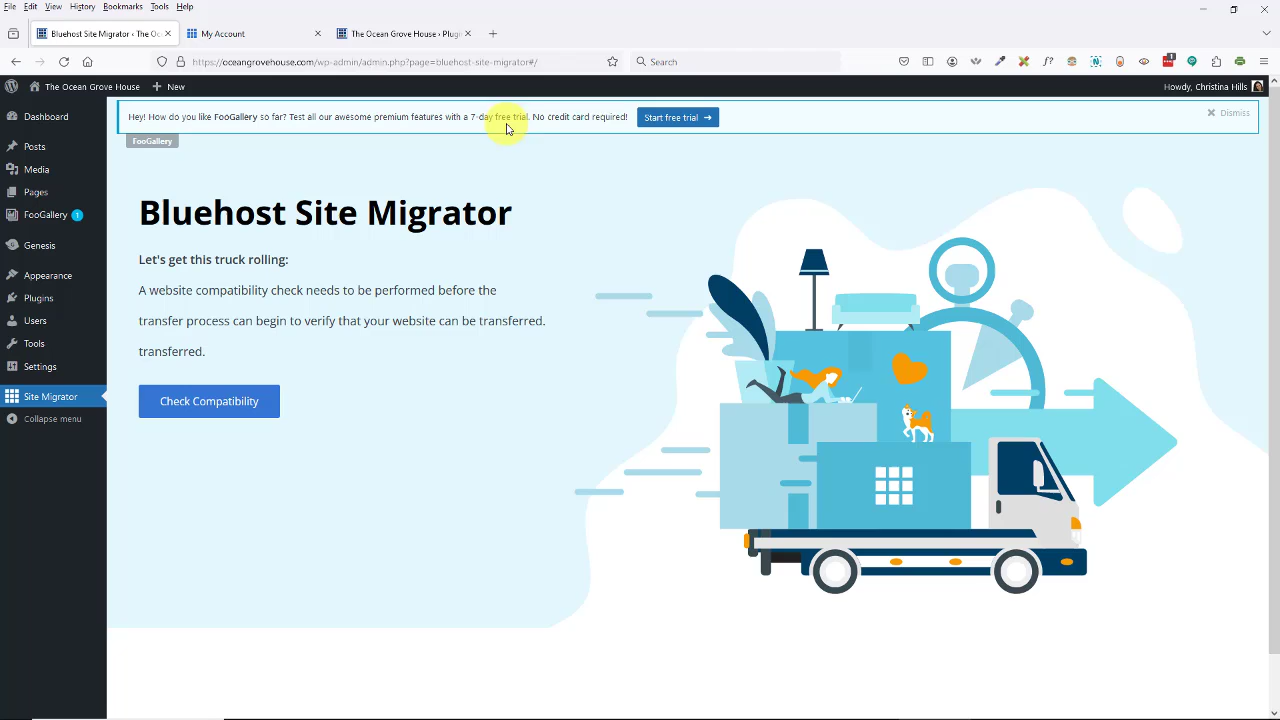 File Edit View History Bookmarks Tools Help
Bluehost Site Migrator ‹ The Oc
My Account
The Ocean Grove House › Plugi
https://oceangrovehouse.com/wp-admin/admin.php?page=bluehost-site-migrator#/
Search
The Ocean Grove House
New
Howdy, Christina Hills
Dashboard
Posts
Media
Pages
FooGallery 1
Genesis
Appearance
Plugins
Users
Tools
Settings
Site Migrator
Collapse menu
Hey! How do you like FooGallery so far? Test all our awesome premium features with a 7-day free trial. No credit card required!
Start free trial
Dismiss
FooGallery
Bluehost Site Migrator
Let's get this truck rolling:
A website compatibility check needs to be performed before the
transfer process can begin to verify that your website can be transferred.
transferred.
Check Compatibility